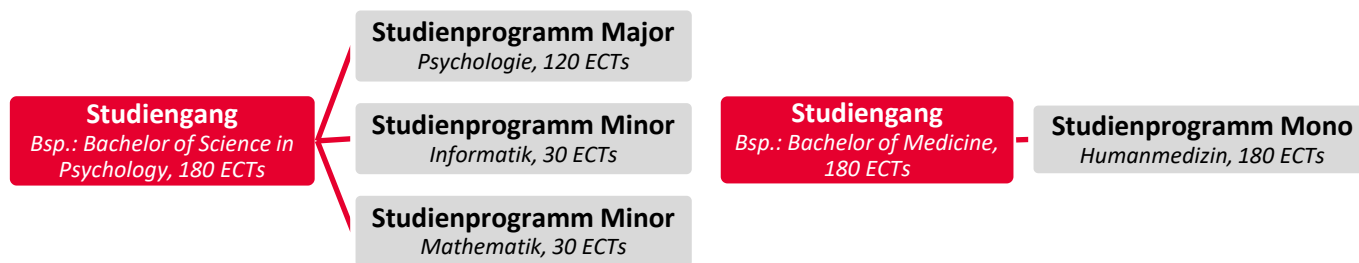 Studienprogramm Major
Psychologie, 120 ECTs
Studiengang
Bsp.: Bachelor of Science in
Psychology, 180 ECTs
Studienprogramm Minor
Informatik, 30 ECTs
Studienprogramm Minor
Mathematik, 30 ECTs
Studiengang
Bsp.: Bachelor of Medicine,
180 ECTs
Studienprogramm Mono
Humanmedizin, 180 ECTs